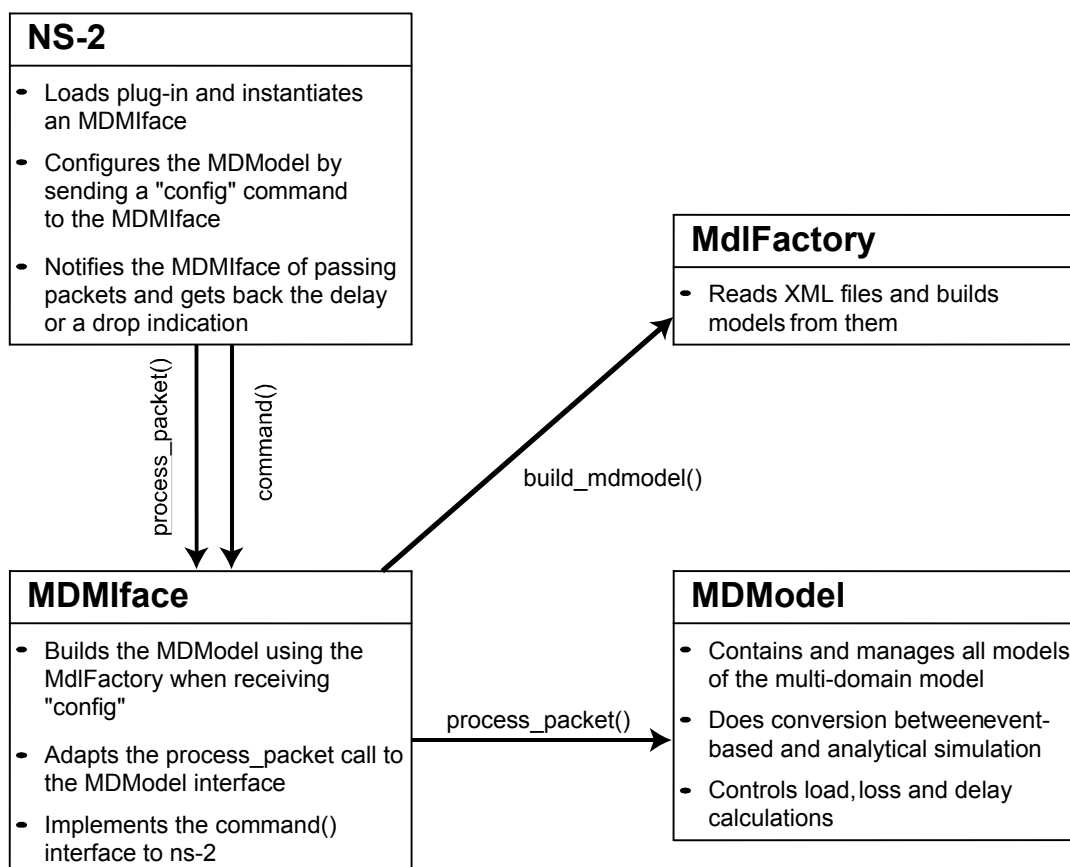 NS-2
• Loads plug-in and instantiates
an MDMIface
• Configures the MDModel by
sending a "config" command
to the MDMIface
• Notifies the MDMIface of passing
packets and gets back the delay
or a drop indication
process_packet()
command()
MdlFactory
• Reads XML files and builds
models from them
build_mdmodel()
MDMIface
• Builds the MDModel using the
MdlFactory when receiving
"config"
• Adapts the process_packet call to
the MDModel interface
• Implements the command()
interface to ns-2
process_packet()
MDModel
• Contains and manages all models
of the multi-domain model
• Does conversion betweenevent-
based and analytical simulation
• Controls load, loss and delay
calculations